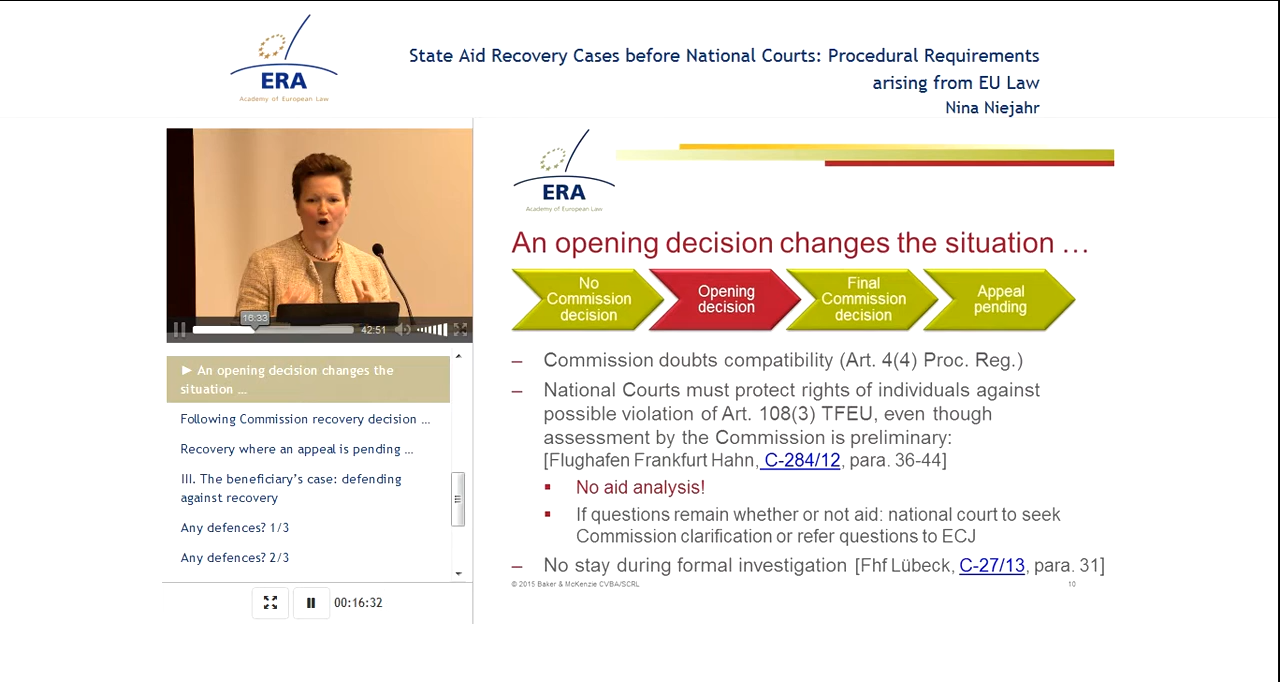 ERA
Academy of European Law
State Aid Recovery Cases before National Courts: Procedural Requirements
arising from EU Law
Nina Niejahr
16:33
42:51
► An opening decision changes the
situation ...
Following Commission recovery decision ...
Recovery where an appeal is pending ...
III. The beneficiary's case: defending
against recovery
Any defences? 1/3
Any defences? 2/3
00:16:32
ERA
Academy of European Law
An opening decision changes the situation …
No
Commission
decision
Opening
decision
Final
Commission
decision
Appeal
pending
– Commission doubts compatibility (Art. 4(4) Proc. Reg.)
– National Courts must protect rights of individuals against
possible violation of Art. 108(3) TFEU, even though
assessment by the Commission is preliminary:
[Flughafen Frankfurt Hahn, C-284/12, para. 36-44]
▪ No aid analysis!
▪ If questions remain whether or not aid: national court to seek
Commission clarification or refer questions to ECJ
– No stay during formal investigation [Fhf Lübeck, C-27/13, para. 31]
© 2015 Baker & McKenzie CVBA/SCRL
10